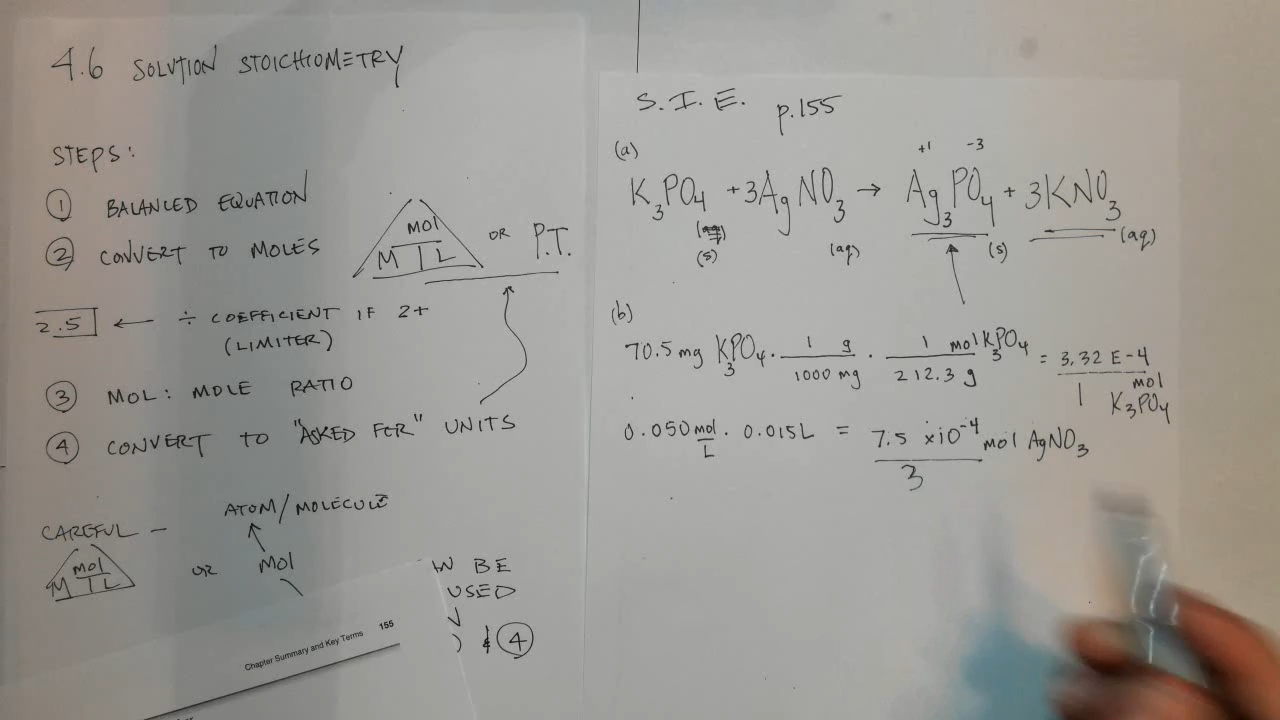 4.6 SOLUTION STOICHIOMETRY
STEPS:
① BALANCED EQUATION
② CONVERT TO MOLES
mol
M L
OR P.T.
2.5 ← ÷ COEFFICIENT IF 2+
(LIMITER)
③ MOL: MOLE RATIO
④ CONVERT TO "ASKED FOR" UNITS
CAREFUL -
ATOM/MOLECULE
mol
M L
OR mol
BE
USED
④
Chapter Summary and Key Terms 155
S.I.E. p.155
(a)
+1 -3
K₃PO₄ + 3AgNO₃ → Ag₃PO₄ + 3KNO₃
(s) (aq) (s) (aq)
(b)
70.5 mg K₃PO₄ · 1 g / 1000 mg · 1 mol K₃PO₄ / 212.3 g = 3.32 E-4 / 1 mol K₃PO₄
0.050 mol/L · 0.015L = 7.5 ×10⁻⁴ / 3 mol AgNO₃